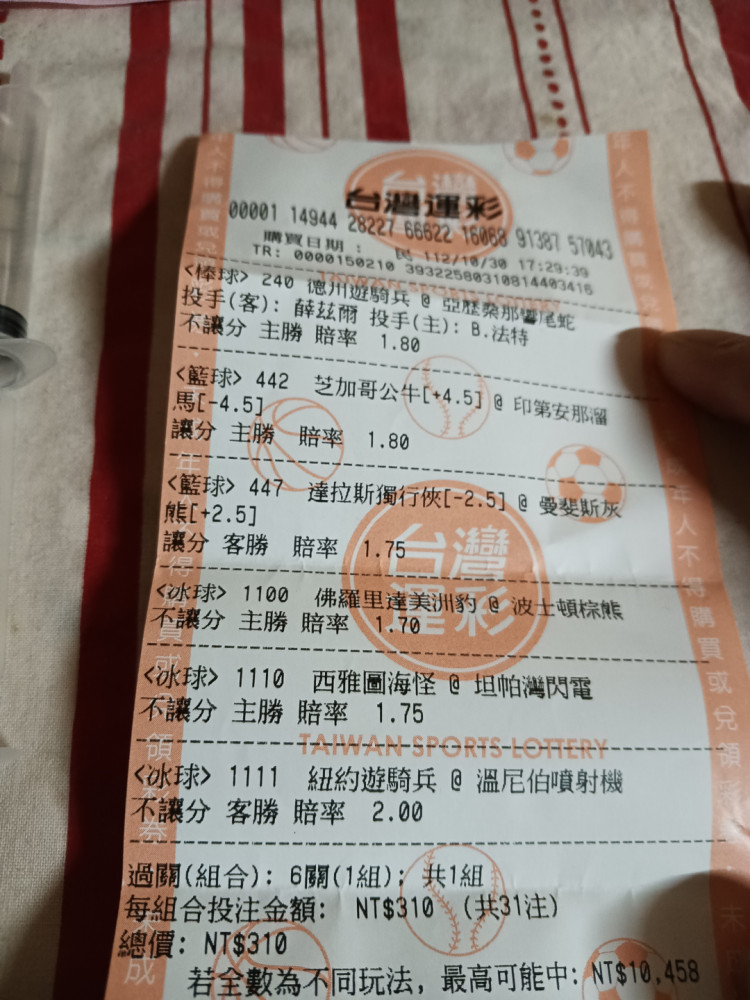 台灣運彩
00001 14944 28227 66622 16068 91387 57043
購買日期： 民 112/10/30 17:29:39
TR: 0000150210 39322580310814403416
<棒球> 240 德州遊騎兵 @ 亞歷桑那響尾蛇
投手(客): 薛茲爾 投手(主): B.法特
不讓分 主勝 賠率 1.80
<籃球> 442 芝加哥公牛[+4.5] @ 印第安那溜
馬[-4.5]
讓分 主勝 賠率 1.80
<籃球> 447 達拉斯獨行俠[-2.5] @ 曼斐斯灰
熊[+2.5]
讓分 客勝 賠率 1.75
台灣
運彩
<冰球> 1100 佛羅里達美洲豹 @ 波士頓棕熊
不讓分 主勝 賠率 1.70
<冰球> 1110 西雅圖海怪 @ 坦帕灣閃電
不讓分 主勝 賠率 1.75
TAIWAN SPORTS LOTTERY
<冰球> 1111 紐約遊騎兵 @ 溫尼伯噴射機
不讓分 客勝 賠率 2.00
過關(組合): 6關(1組); 共1組
每組合投注金額: NT$310 (共31注)
總價: NT$310
若全數為不同玩法, 最高可能中: NT$10,458